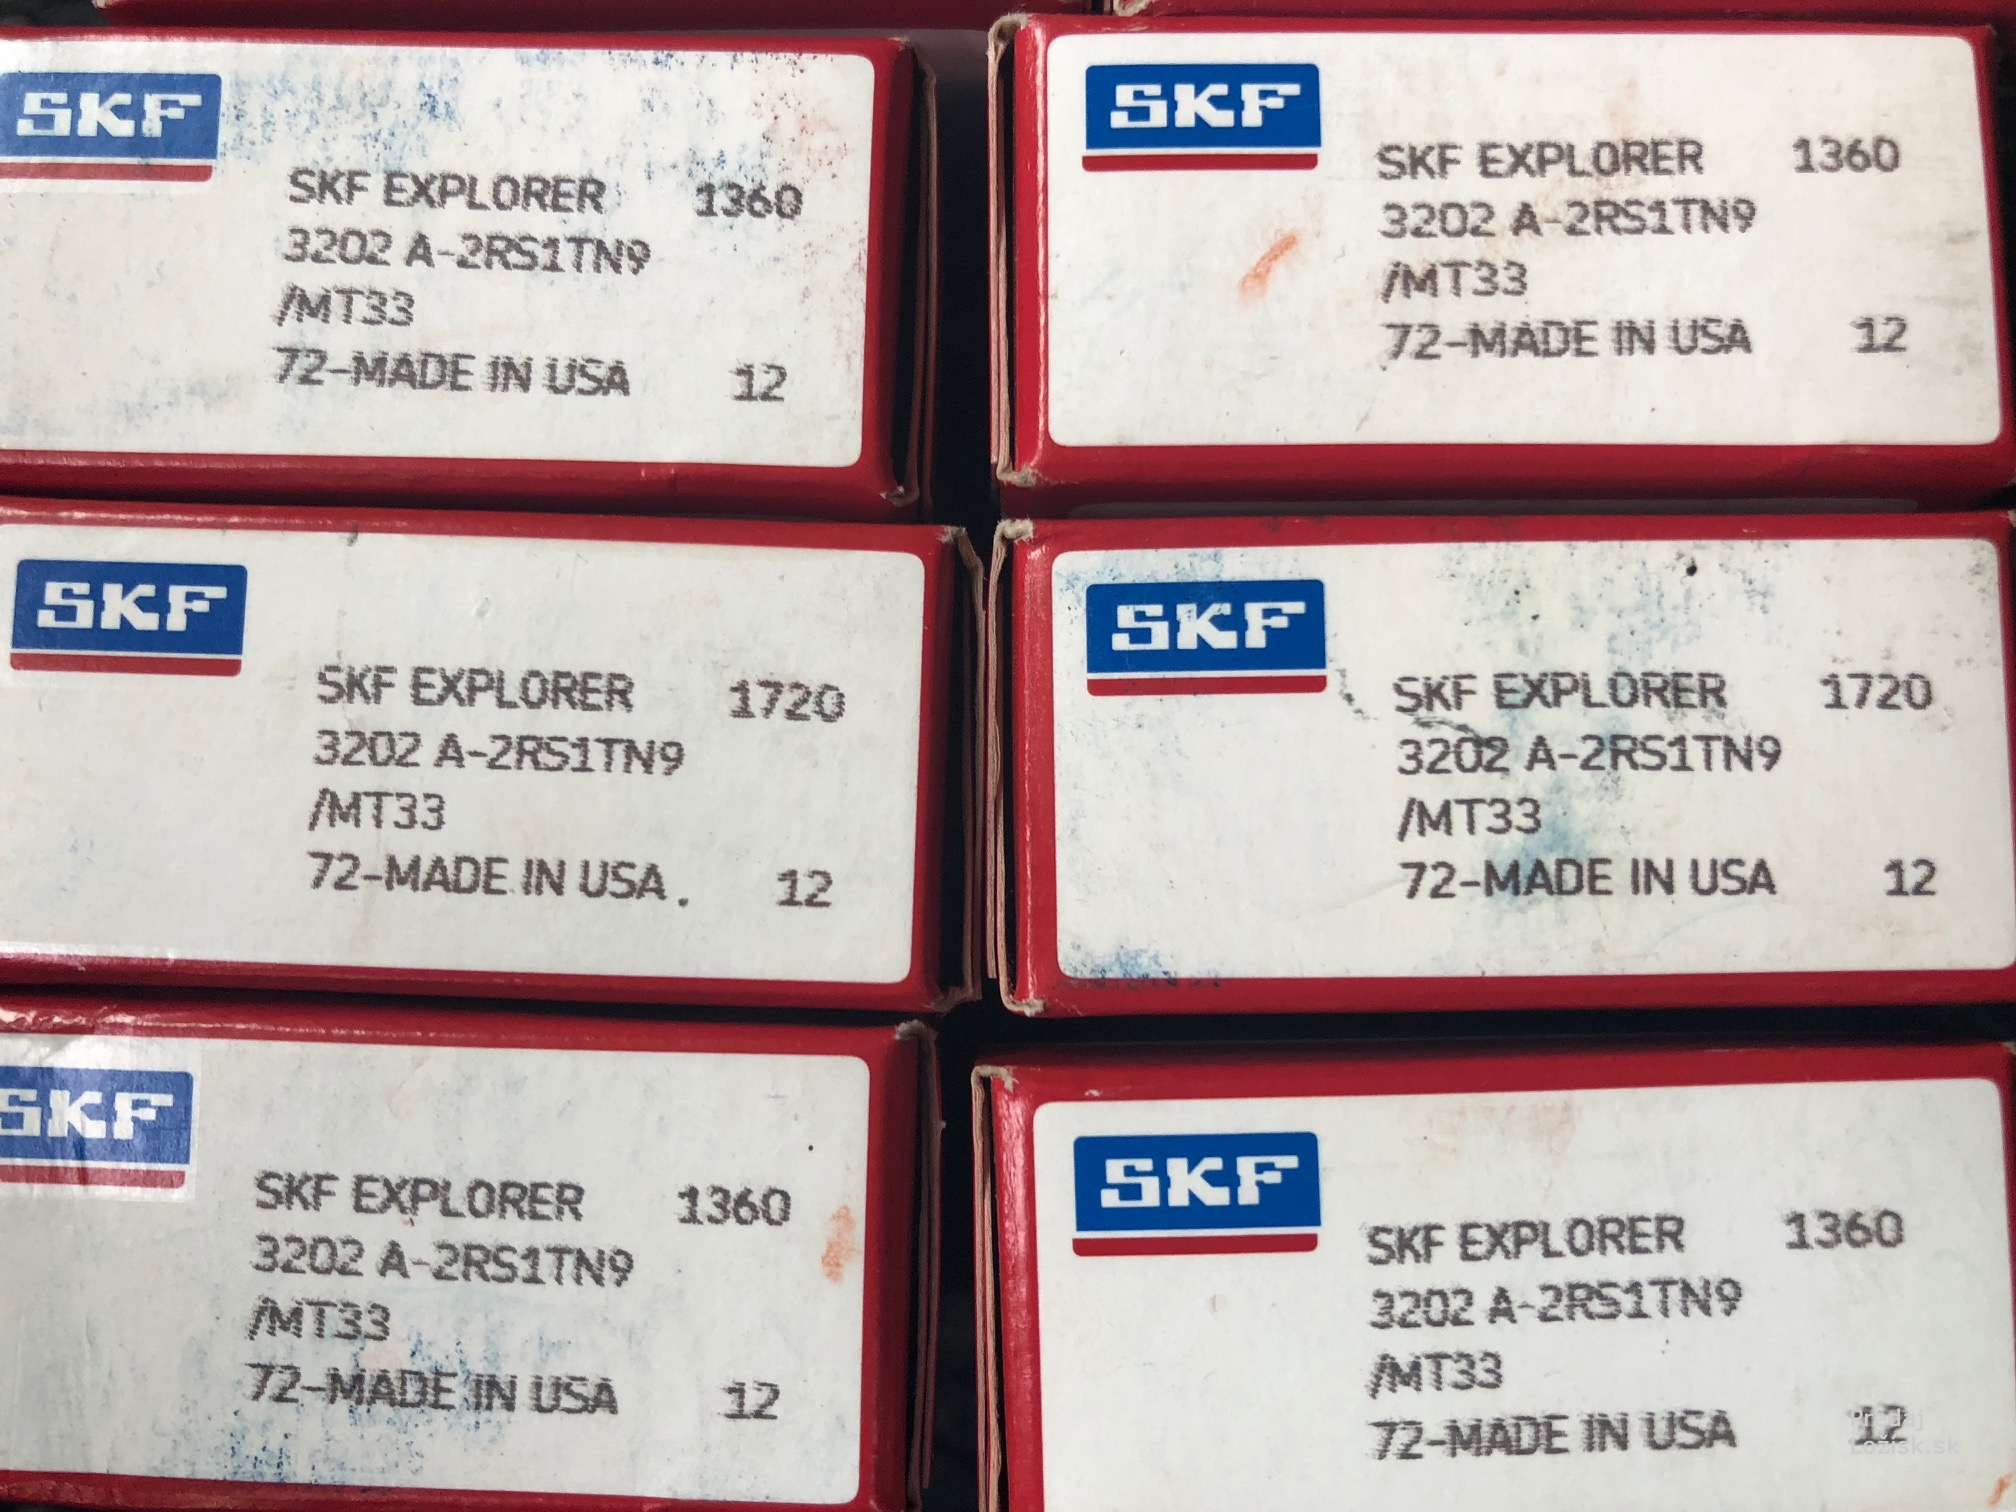 SKF
SKF EXPLORER 1360
3202 A-2RS1TN9
/MT33
72-MADE IN USA 12
SKF
SKF EXPLORER 1360
3202 A-2RS1TN9
/MT33
72-MADE IN USA 12
SKF
SKF EXPLORER 1720
3202 A-2RS1TN9
/MT33
72-MADE IN USA. 12
SKF
SKF EXPLORER 1720
3202 A-2RS1TN9
/MT33
72-MADE IN USA 12
SKF
SKF EXPLORER 1360
3202 A-2RS1TN9
/MT33
72-MADE IN USA 12
SKF
SKF EXPLORER 1360
3202 A-2RS1TN9
/MT33
72-MADE IN USA 12